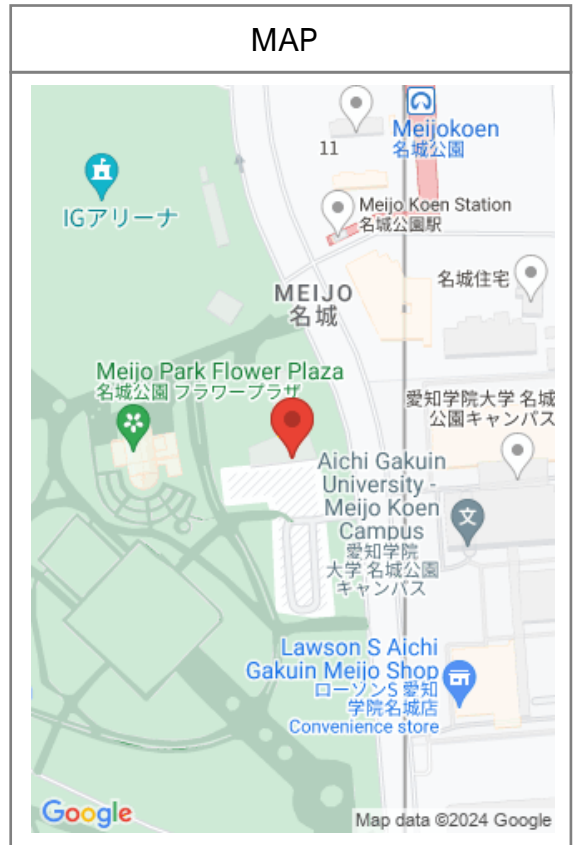 MAP
Meijokoen
名城公園
11
IGアリーナ
Meijo Koen Station
名城公園駅
名城住宅
MEIJO
名城
Meijo Park Flower Plaza
名城公園 フラワープラザ
愛知学院大学 名城
公園キャンパス
Aichi Gakuin
University -
Meijo Koen
Campus
愛知学院
大学 名城公園
キャンパス
文
Lawson S Aichi
Gakuin Meijo Shop
ローソンS 愛知
学院名城店
Convenience store
Google
Map data ©2024 Google